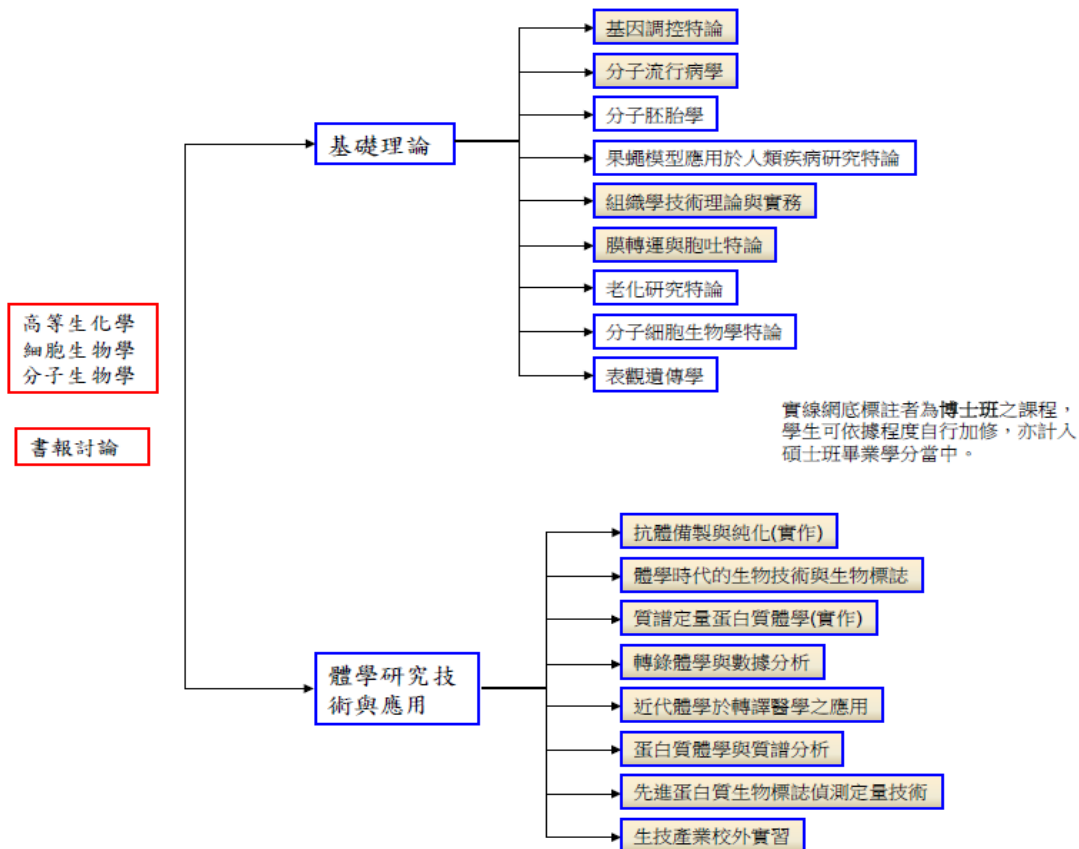 高等生化學
細胞生物學
分子生物學
書報討論
基礎理論
基因調控特論
分子流行病學
分子胚胎學
果蠅模型應用於人類疾病研究特論
組織學技術理論與實務
膜轉運與胞吐特論
老化研究特論
分子細胞生物學特論
表觀遺傳學
實線網底標註者為博士班之課程，
學生可依據程度自行加修，亦計入
碩士班畢業學分當中。
體學研究技
術與應用
抗體備製與純化(實作)
體學時代的生物技術與生物標誌
質譜定量蛋白質體學(實作)
轉錄體學與數據分析
近代體學於轉譯醫學之應用
蛋白質體學與質譜分析
先進蛋白質生物標誌偵測定量技術
生技產業校外實習